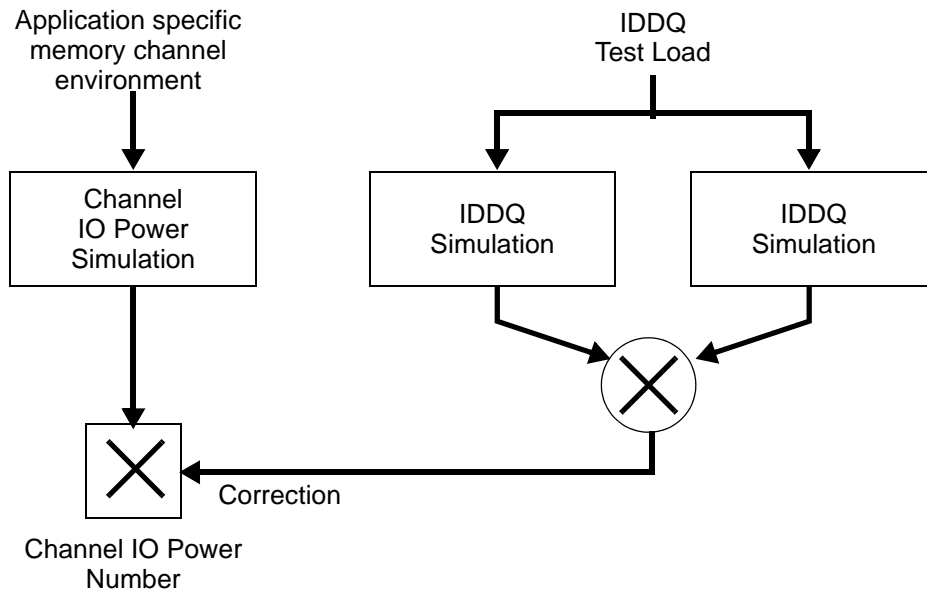 Application specific
memory channel
environment
IDDQ
Test Load
Channel
IO Power
Simulation
IDDQ
Simulation
IDDQ
Simulation
Correction
Channel IO Power
Number